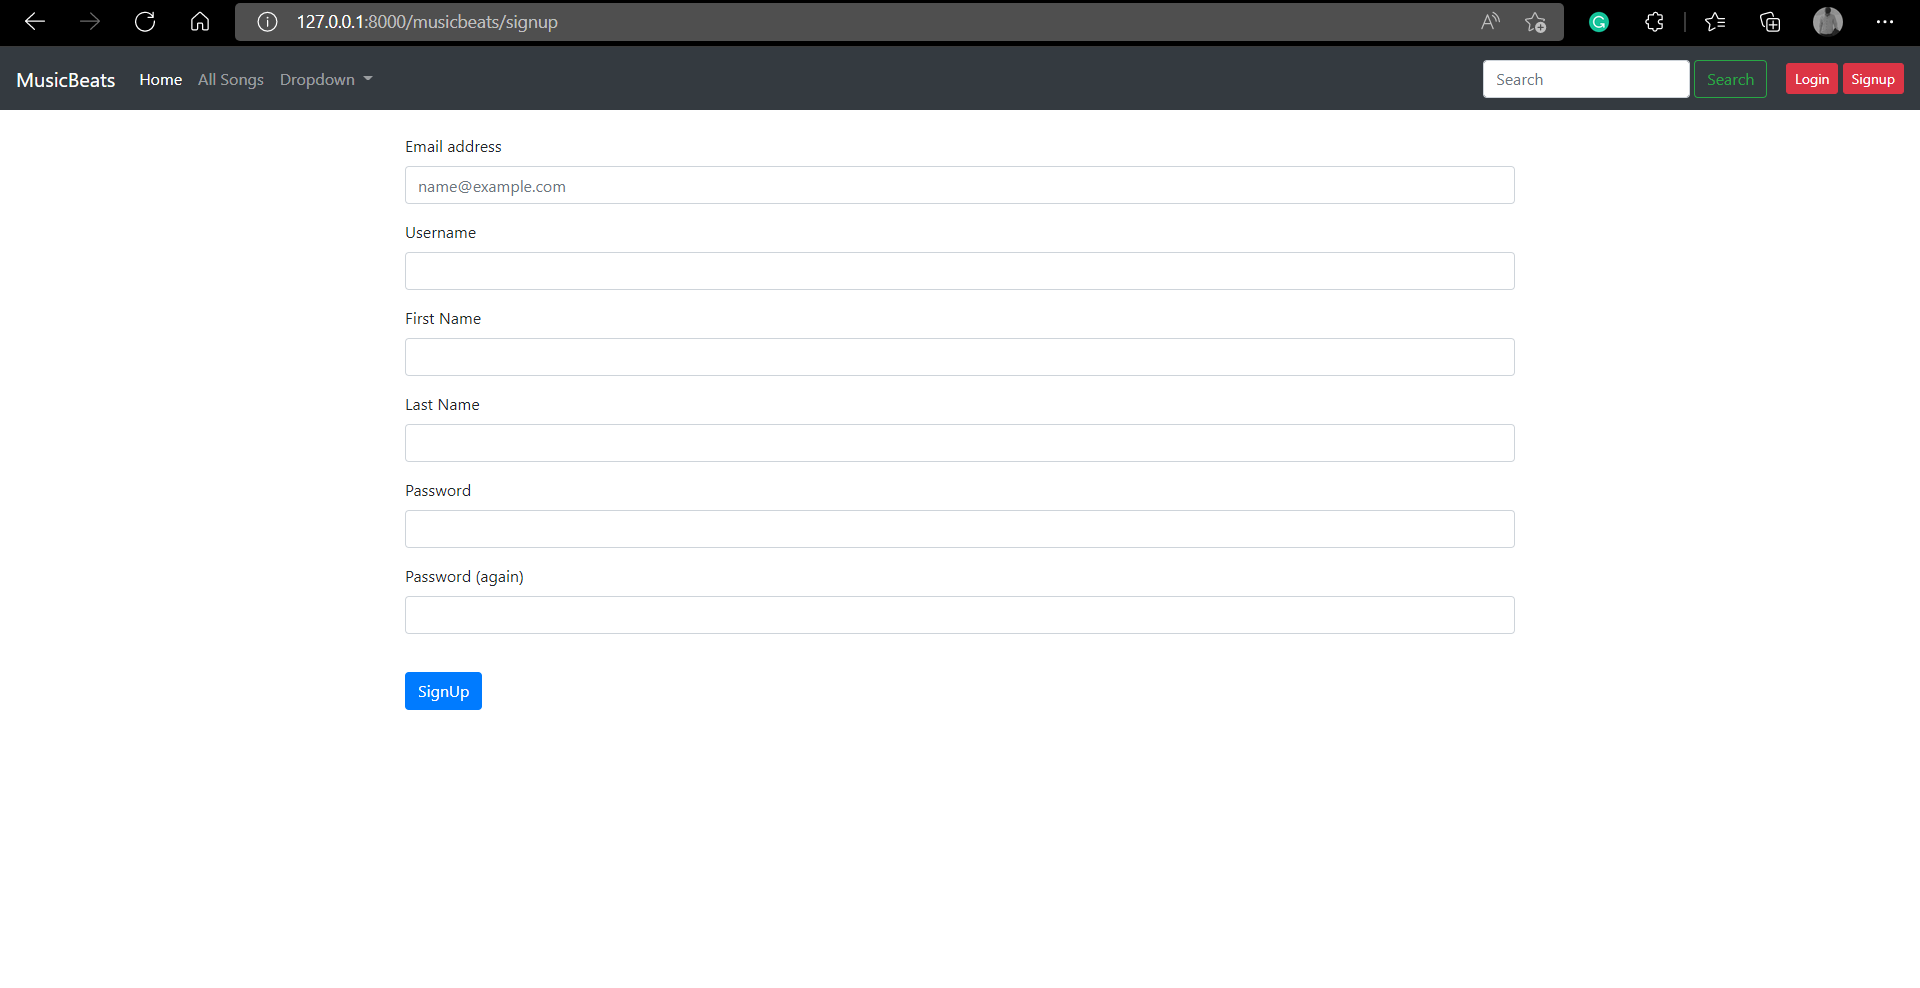 127.0.0.1:8000/musicbeats/signup
MusicBeats Home All Songs Dropdown Search Search Login Signup
Email address
name@example.com
Username
First Name
Last Name
Password
Password (again)
SignUp